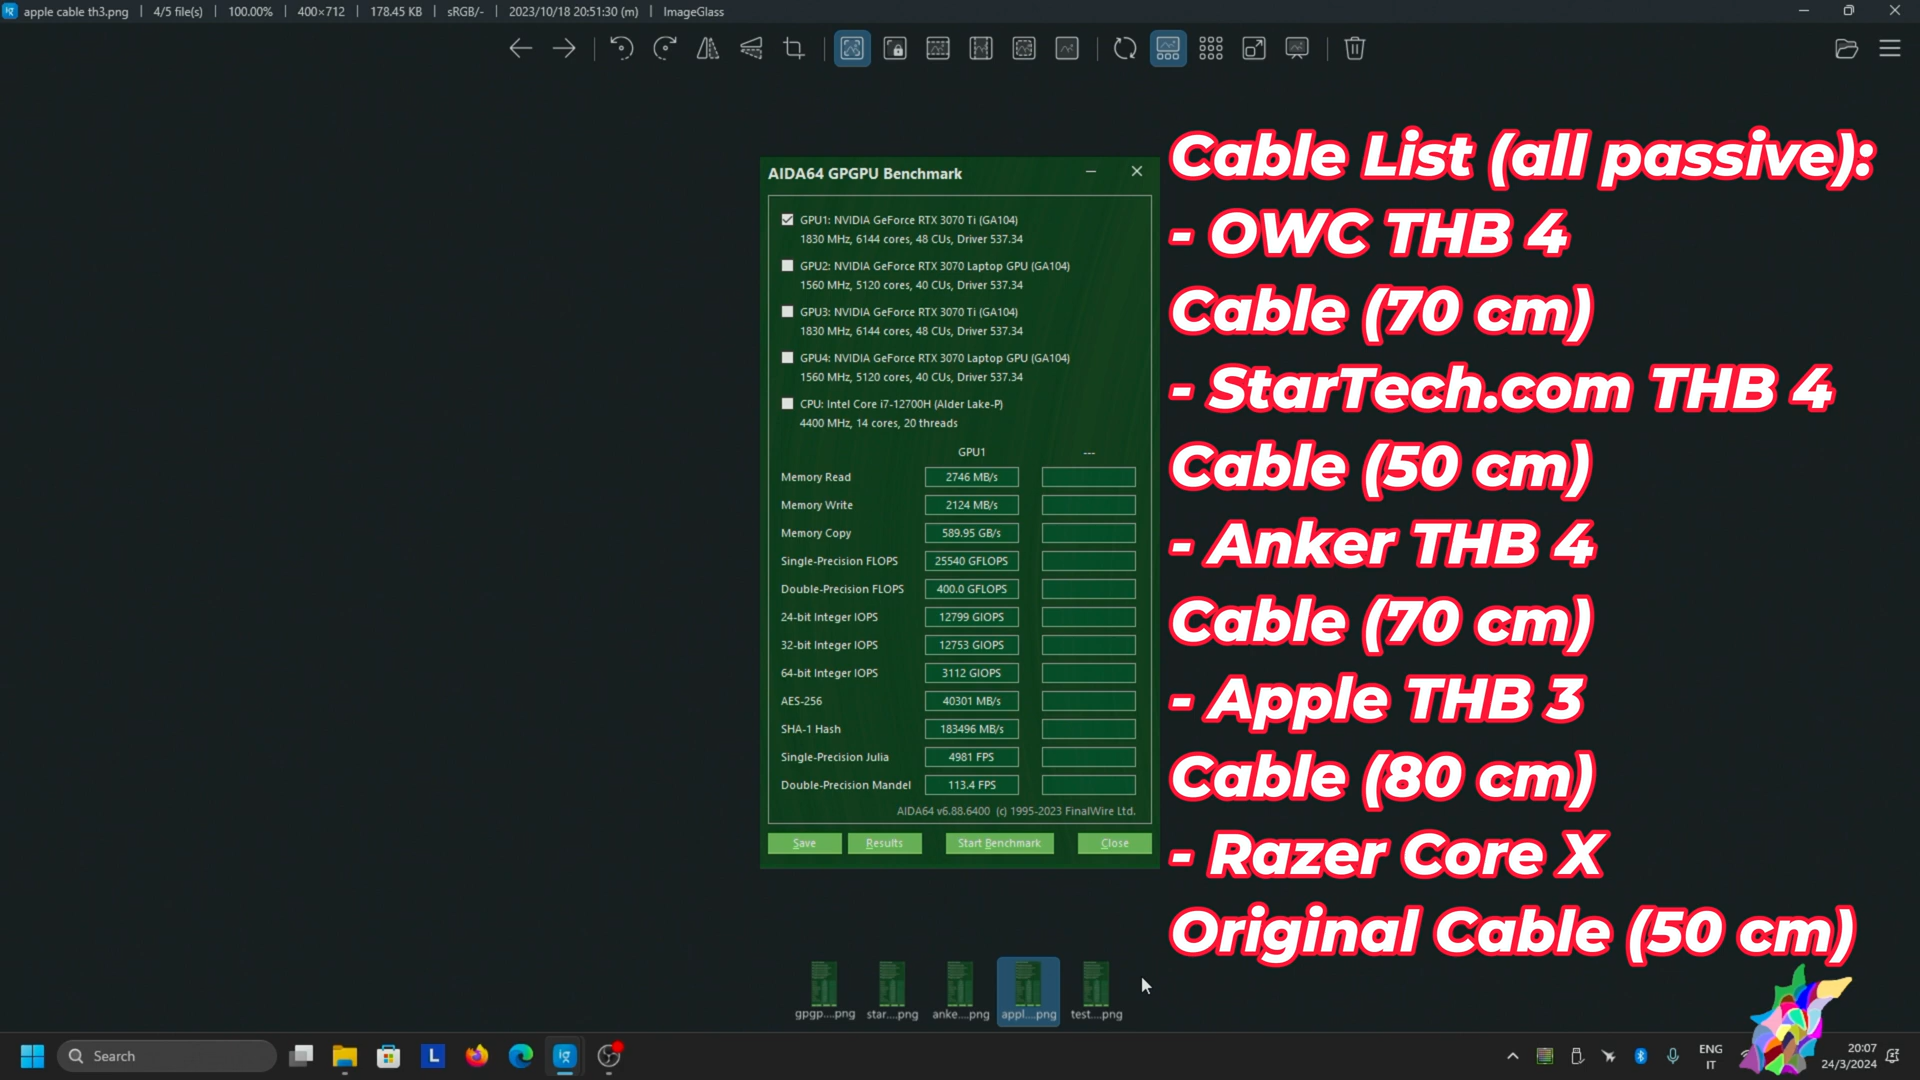 apple cable th3.png | 4/5 file(s) | 100.00% | 400×712 | 178.45 KB | sRGB/- | 2023/10/18 20:51:30 (m) | ImageGlass
AIDA64 GPGPU Benchmark
GPU1: NVIDIA GeForce RTX 3070 Ti (GA104)
1830 MHz, 6144 cores, 48 CUs, Driver 537.34
GPU2: NVIDIA GeForce RTX 3070 Laptop GPU (GA104)
1560 MHz, 5120 cores, 40 CUs, Driver 537.34
GPU3: NVIDIA GeForce RTX 3070 Ti (GA104)
1830 MHz, 6144 cores, 48 CUs, Driver 537.34
GPU4: NVIDIA GeForce RTX 3070 Laptop GPU (GA104)
1560 MHz, 5120 cores, 40 CUs, Driver 537.34
CPU: Intel Core i7-12700H (Alder Lake-P)
4400 MHz, 14 cores, 20 threads
GPU1 ---
Memory Read 2746 MB/s
Memory Write 2124 MB/s
Memory Copy 589.95 GB/s
Single-Precision FLOPS 25540 GFLOPS
Double-Precision FLOPS 400.0 GFLOPS
24-bit Integer IOPS 12799 GIOPS
32-bit Integer IOPS 12753 GIOPS
64-bit Integer IOPS 3112 GIOPS
AES-256 40301 MB/s
SHA-1 Hash 183496 MB/s
Single-Precision Julia 4981 FPS
Double-Precision Mandel 113.4 FPS
AIDA64 v6.88.6400 (c) 1995-2023 FinalWire Ltd.
Save Results Start Benchmark Close
Cable List (all passive):
- OWC THB 4
Cable (70 cm)
- StarTech.com THB 4
Cable (50 cm)
- Anker THB 4
Cable (70 cm)
- Apple THB 3
Cable (80 cm)
- Razer Core X
Original Cable (50 cm)
gpgp....png star....png anke....png appl....png test....png
Search
L
ig
ENG
IT
20:07
24/3/2024